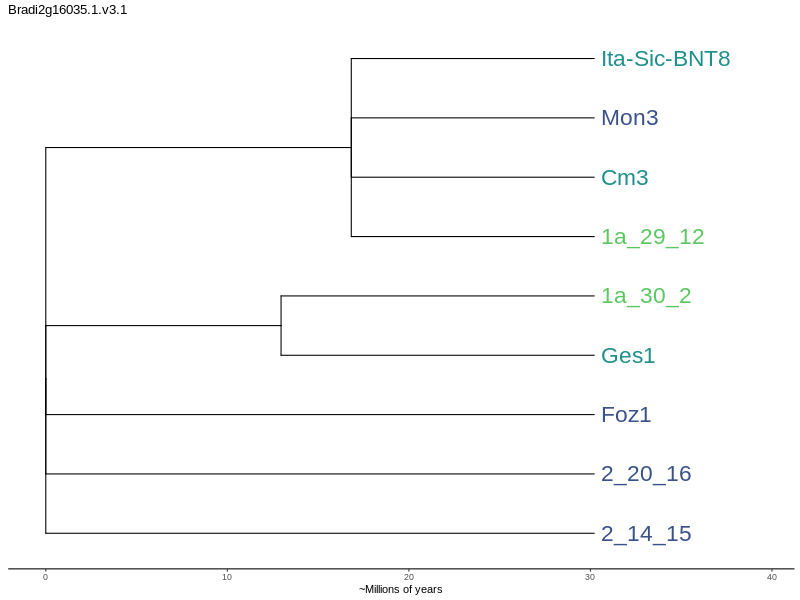 Bradi2g16035.1.v3.1
Ita-Sic-BNT8
Mon3
Cm3
1a_29_12
1a_30_2
Ges1
Foz1
2_20_16
2_14_15
0 10 20 30 40
~Millions of years